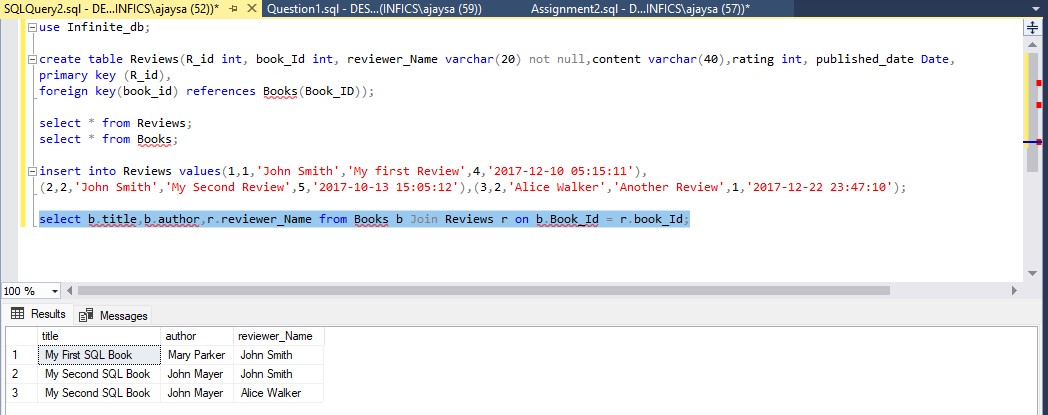 SQLQuery2.sql - DE...INFICS\ajaysa (52))* Question1.sql - DES...(INFICS\ajaysa (59)) Assignment2.sql - D...INFICS\ajaysa (57))*
use Infinite_db;
create table Reviews(R_id int, book_Id int, reviewer_Name varchar(20) not null,content varchar(40),rating int, published_date Date,
primary key (R_id),
foreign key(book_id) references Books(Book_ID));
select * from Reviews;
select * from Books;
insert into Reviews values(1,1,'John Smith','My first Review',4,'2017-12-10 05:15:11'),
(2,2,'John Smith','My Second Review',5,'2017-10-13 15:05:12'),(3,2,'Alice Walker','Another Review',1,'2017-12-22 23:47:10');
select b.title,b.author,r.reviewer_Name from Books b Join Reviews r on b.Book_Id = r.book_Id;
100 %
Results Messages
title author reviewer_Name
1 My First SQL Book Mary Parker John Smith
2 My Second SQL Book John Mayer John Smith
3 My Second SQL Book John Mayer Alice Walker